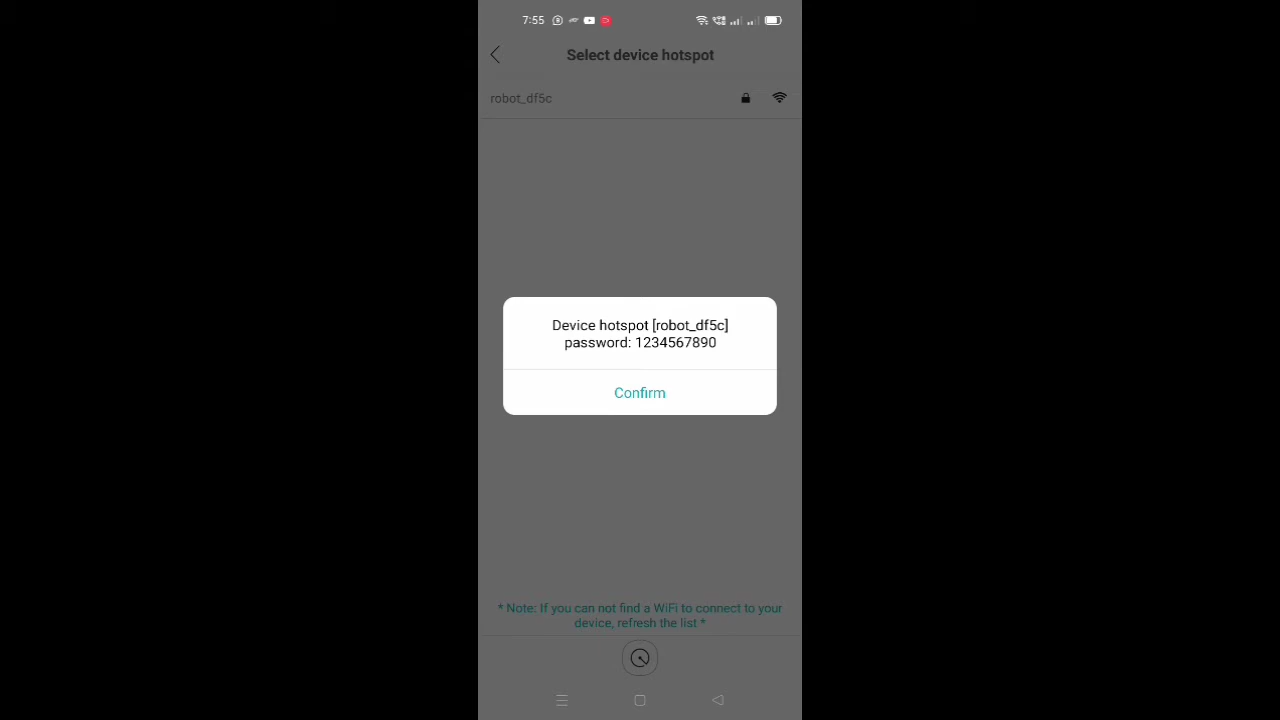 7:55
Select device hotspot
robot_df5c
Device hotspot [robot_df5c]
password: 1234567890
Confirm
* Note: If you can not find a WiFi to connect to your
device, refresh the list *